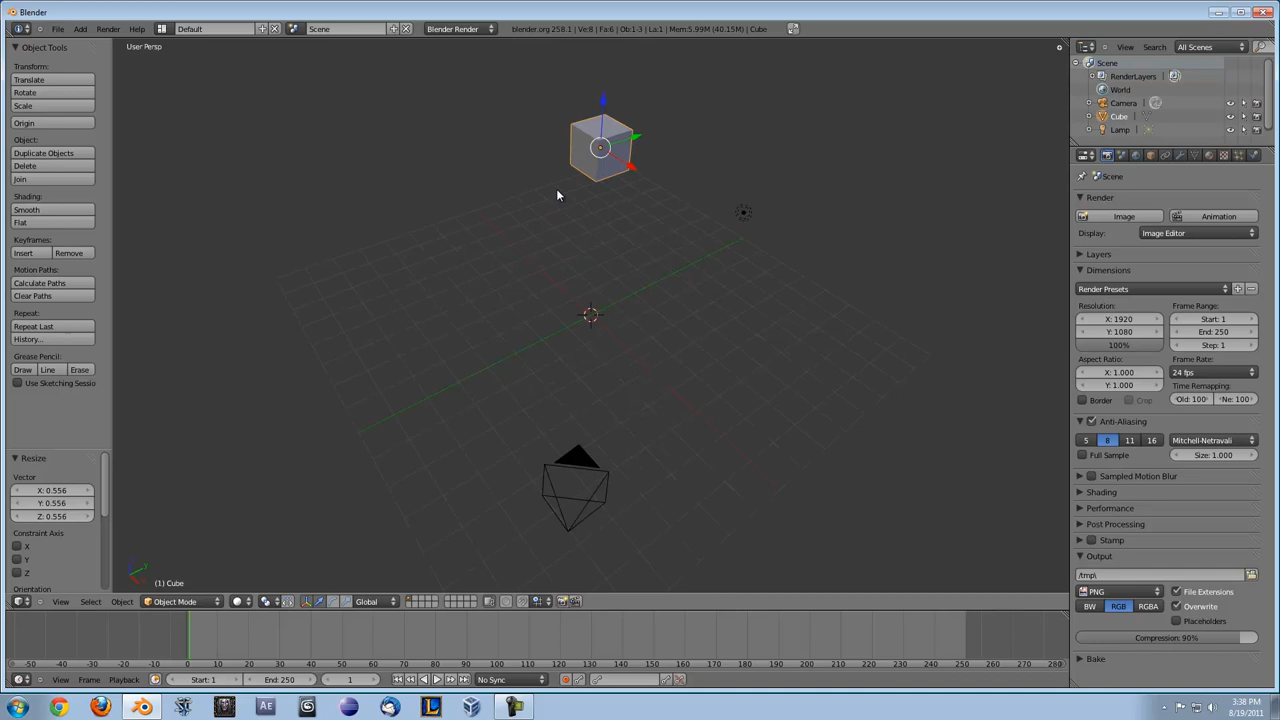 Blender
File Add Render Help Default Scene Blender Render blender.org 258.1 | Ve:8 | Fa:6 | Ob:1-3 | La:1 | Mem:5.99M (40.15M) | Cube
Object Tools
Transform:
Translate
Rotate
Scale
Origin
Object:
Duplicate Objects
Delete
Join
Shading:
Smooth
Flat
Keyframes:
Insert Remove
Motion Paths:
Calculate Paths
Clear Paths
Repeat:
Repeat Last
History...
Grease Pencil:
Draw Line Erase
Use Sketching Sessio
Resize
Vector
X: 0.556
Y: 0.556
Z: 0.556
Constraint Axis
X
Y
Z
Orientation
User Persp
(1) Cube
View Select Object Object Mode Global
View Search All Scenes
Scene
RenderLayers
World
Camera
Cube
Lamp
Scene
Render
Image Animation
Display: Image Editor
Layers
Dimensions
Render Presets
Resolution: Frame Range:
X: 1920 Start: 1
Y: 1080 End: 250
100% Step: 1
Aspect Ratio: Frame Rate:
X: 1.000 24 fps
Y: 1.000 Time Remapping:
Border Crop Old: 100 Ne: 100
Anti-Aliasing
5 8 11 16 Mitchell-Netravali
Full Sample Size: 1.000
Sampled Motion Blur
Shading
Performance
Post Processing
Stamp
Output
/tmp\
PNG File Extensions
BW RGB RGBA Overwrite
Placeholders
Compression: 90%
Bake
-50 -40 -30 -20 -10 0 10 20 30 40 50 60 70 80 90 100 110 120 130 140 150 160 170 180 190 200 210 220 230 240 250 260 270 280
View Frame Playback Start: 1 End: 250 1 No Sync
3:38 PM
8/19/2011